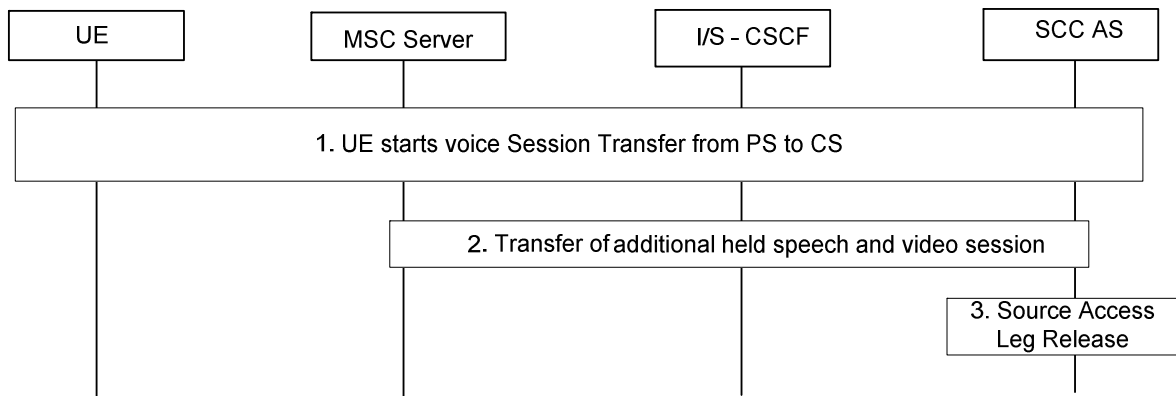 UE
MSC Server
I/S - CSCF
SCC AS
1. UE starts voice Session Transfer from PS to CS
2. Transfer of additional held speech and video session
3. Source Access
Leg Release